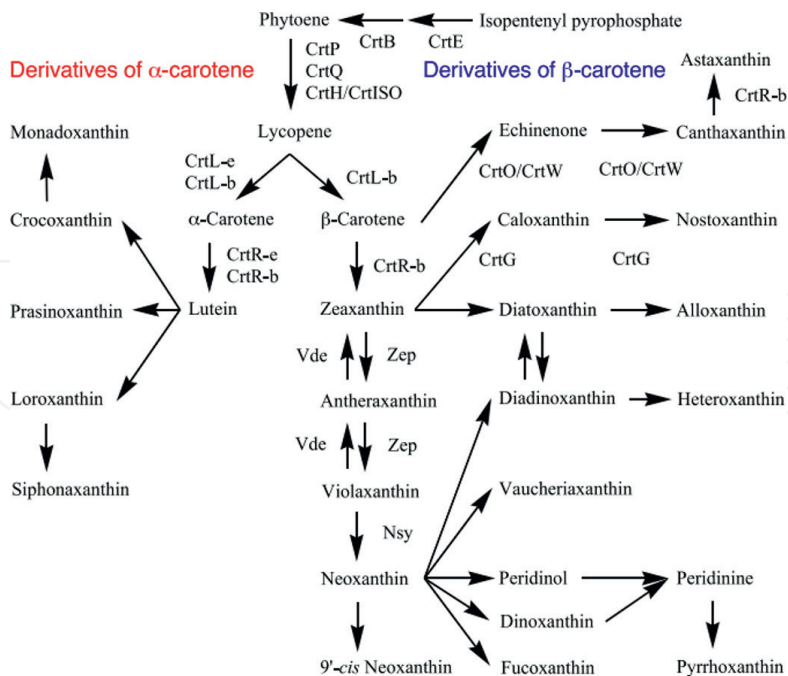 Phytoene
Isopentenyl pyrophosphate
CrtB
CrtE
CrtP
CrtQ
CrtH/CrtISO
Derivatives of α-carotene
Derivatives of β-carotene
Astaxanthin
CrtR-b
Monadoxanthin
Lycopene
Echinenone
Canthaxanthin
CrtL-e
CrtL-b
CrtL-b
CrtO/CrtW
CrtO/CrtW
Crocoxanthin
α-Carotene
β-Carotene
Caloxanthin
Nostoxanthin
CrtR-e
CrtR-b
CrtR-b
CrtG
CrtG
Prasinoxanthin
Lutein
Zeaxanthin
Diatoxanthin
Alloxanthin
Vde
Zep
Loroxanthin
Antheraxanthin
Diadinoxanthin
Heteroxanthin
Vde
Zep
Siphonaxanthin
Violaxanthin
Vaucheriaxanthin
Nsy
Neoxanthin
Peridinol
Peridinine
Dinoxanthin
9'-cis Neoxanthin
Fucoxanthin
Pyrrhoxanthin